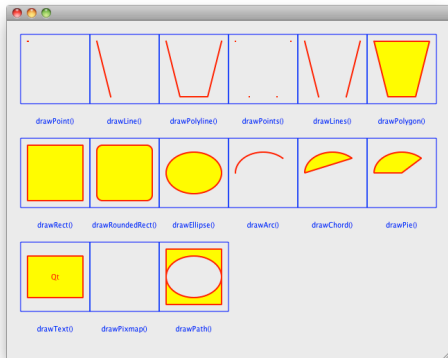 drawPoint() drawLine() drawPolyline() drawPoints() drawLines() drawPolygon()
drawRect() drawRoundedRect() drawEllipse() drawArc() drawChord() drawPie()
Qt
drawText() drawPixmap() drawPath()